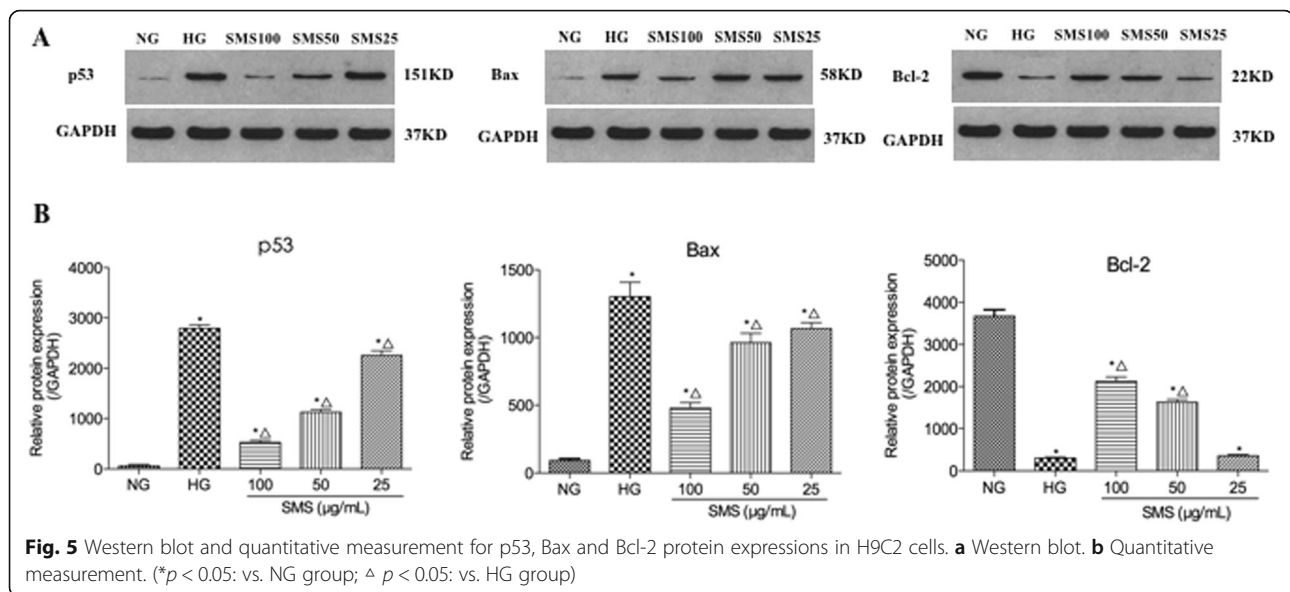 A
NG HG SMS100 SMS50 SMS25
p53 151KD
GAPDH 37KD
NG HG SMS100 SMS50 SMS25
Bax 58KD
GAPDH 37KD
NG HG SMS100 SMS50 SMS25
Bcl-2 22KD
GAPDH 37KD
B
p53
Relative protein expression
(/GAPDH)
4000
3000
2000
1000
0
*
*△
*△
*△
NG HG 100 50 25
SMS (μg/mL)
Bax
Relative protein expression
(/GAPDH)
1500
1000
500
0
*
*△
*△
*△
NG HG 100 50 25
SMS (μg/mL)
Bcl-2
Relative protein expression
(/GAPDH)
5000
4000
3000
2000
1000
0
*
*△
*△
*
NG HG 100 50 25
SMS (μg/mL)
Fig. 5 Western blot and quantitative measurement for p53, Bax and Bcl-2 protein expressions in H9C2 cells. a Western blot. b Quantitative
measurement. (*p < 0.05: vs. NG group; △ p < 0.05: vs. HG group)